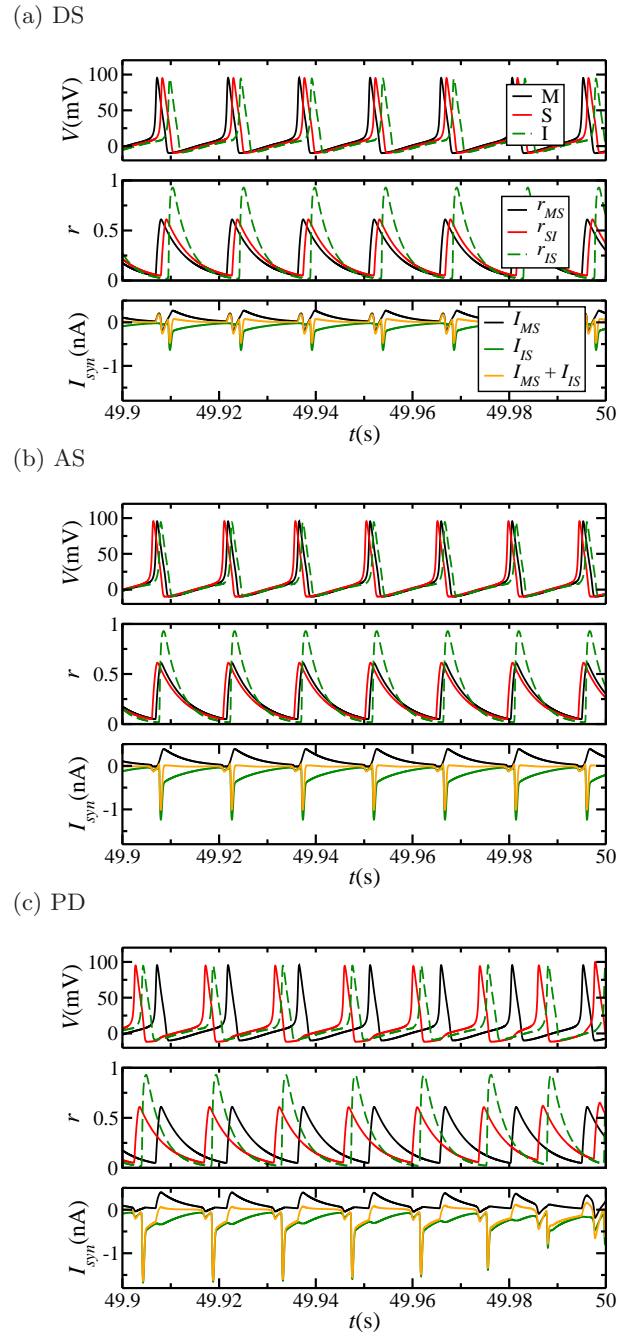 (a) DS
100
50
0
V(mV)
M
S
I
1
0.5
0
r
r_MS
r_SI
r_IS
0
-1
I_syn(nA)
I_MS
I_IS
I_MS + I_IS
49.9 49.92 49.94 49.96 49.98 50
t(s)
(b) AS
100
50
0
V(mV)
1
0.5
0
r
0
-1
I_syn(nA)
49.9 49.92 49.94 49.96 49.98 50
t(s)
(c) PD
100
50
0
V(mV)
1
0.5
0
r
0
-1
I_syn(nA)
49.9 49.92 49.94 49.96 49.98 50
t(s)